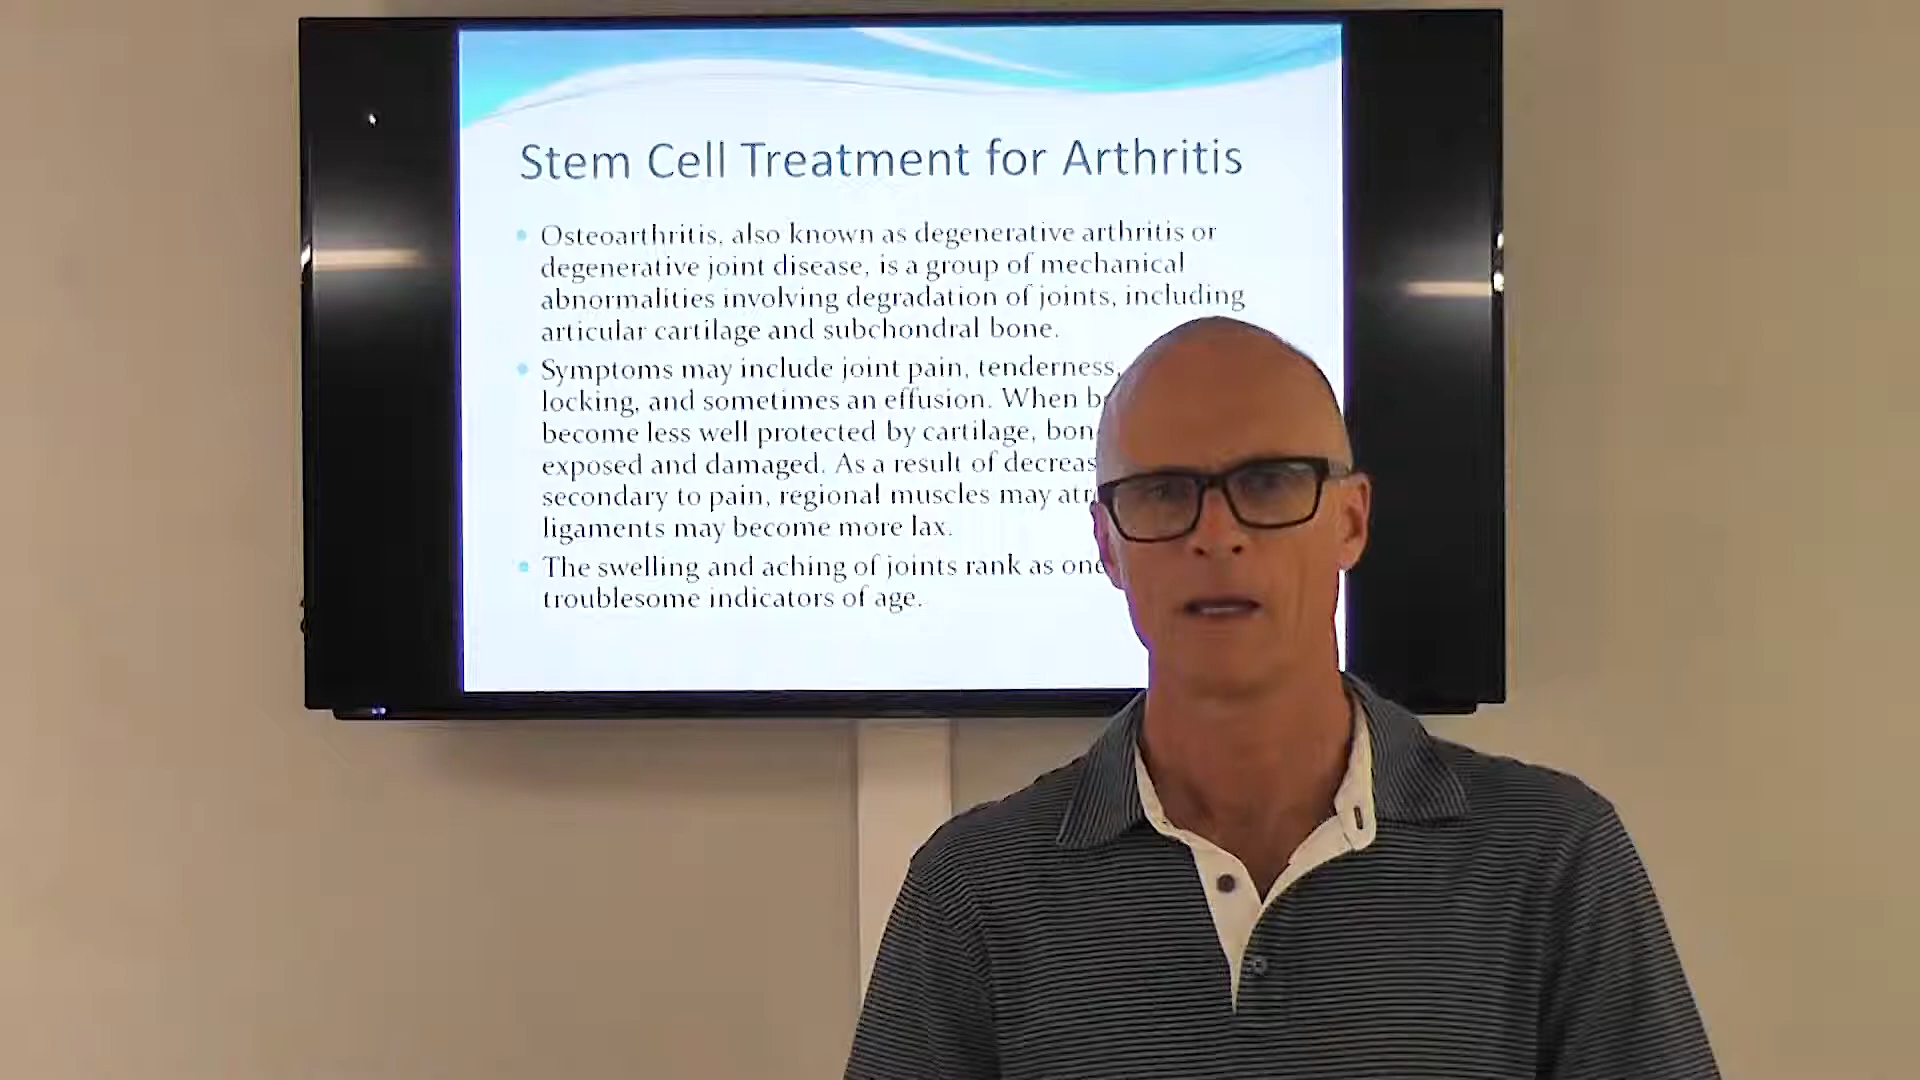 Stem Cell Treatment for Arthritis
Osteoarthritis, also known as degenerative arthritis or
degenerative joint disease, is a group of mechanical
abnormalities involving degradation of joints, including
articular cartilage and subchondral bone.
Symptoms may include joint pain, tenderness,
locking, and sometimes an effusion. When
become less well protected by cartilage,
exposed and damaged. As a result of
secondary to pain, regional muscles may
ligaments may become more lax.
The swelling and aching of joints rank as one
troublesome indicators of age.